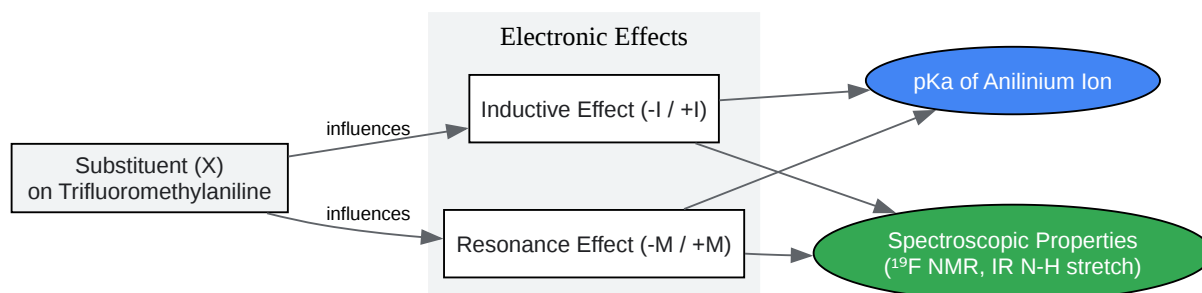 Electronic Effects
Substituent (X)
on Trifluoromethylaniline
influences
influences
Inductive Effect (-I / +I)
Resonance Effect (-M / +M)
pKa of Anilinium Ion
Spectroscopic Properties
(¹⁹F NMR, IR N-H stretch)